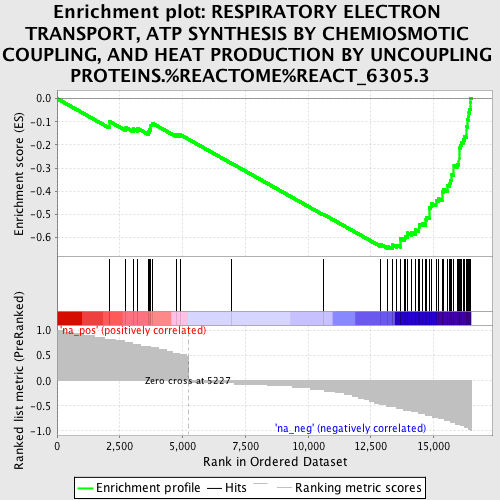 Enrichment plot: RESPIRATORY ELECTRON
TRANSPORT, ATP SYNTHESIS BY CHEMIOSMOTIC
COUPLING, AND HEAT PRODUCTION BY UNCOUPLING
PROTEINS.%REACTOME%REACT_6305.3
Enrichment score (ES)
0.0
-0.1
-0.2
-0.3
-0.4
-0.5
-0.6
Ranked list metric (PreRanked)
1.0
0.5
0.0
-0.5
-1.0
'na_pos' (positively correlated)
Zero cross at 5227
'na_neg' (negatively correlated)
0
2,500
5,000
7,500
10,000
12,500
15,000
Rank in Ordered Dataset
Enrichment profile
Hits
Ranking metric scores